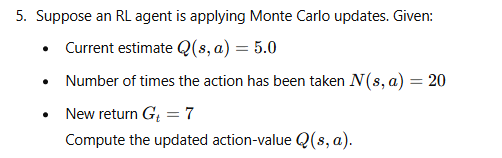 5. Suppose an RL agent is applying Monte Carlo updates. Given:
• Current estimate Q(s, a) = 5.0
• Number of times the action has been taken N(s, a) = 20
• New return Gₜ = 7
Compute the updated action-value Q(s, a).